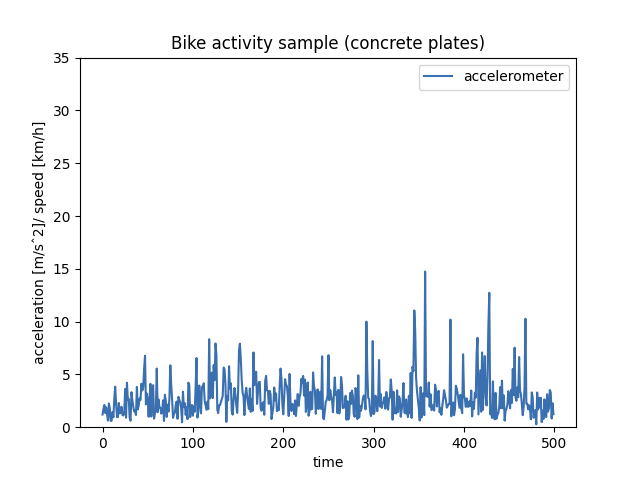 Bike activity sample (concrete plates)
accelerometer
35
30
25
20
15
10
5
0
acceleration [m/sˆ2]/ speed [km/h]
0 100 200 300 400 500
time